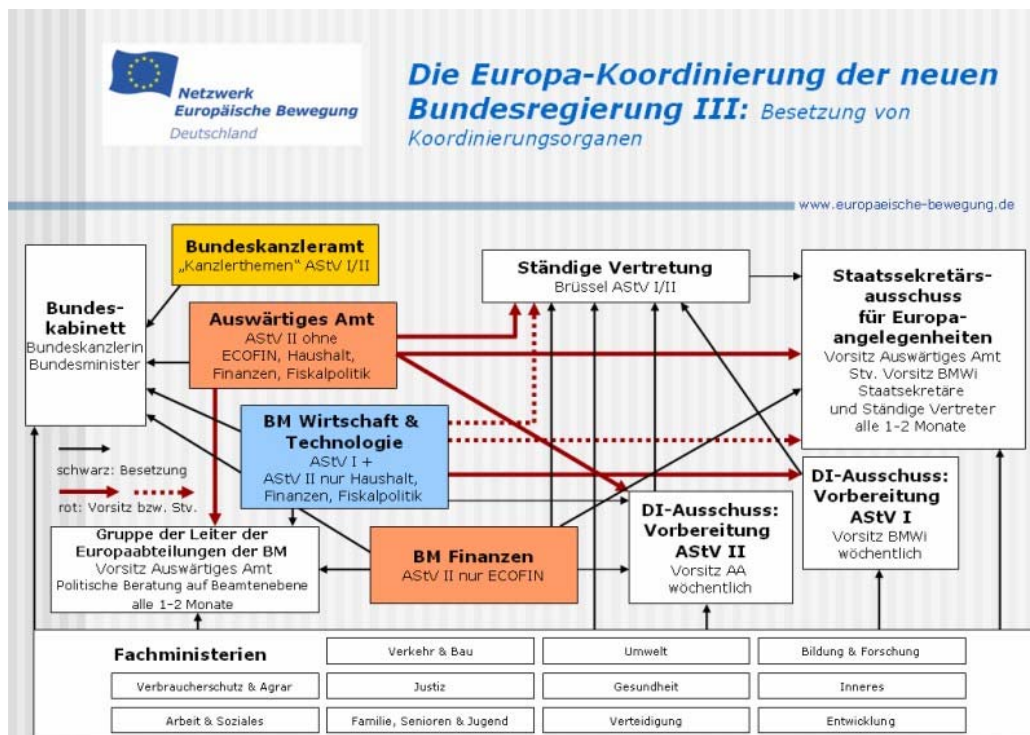 Netzwerk
Europäische Bewegung
Deutschland
Die Europa-Koordinierung der neuen
Bundesregierung III: Besetzung von
Koordinierungsorganen
www.europaeische-bewegung.de
Bundeskanzleramt
„Kanzlerthemen" AStV I/II
Bundes-
kabinett
Bundeskanzlerin
Bundesminister
Auswärtiges Amt
AStV II ohne
ECOFIN, Haushalt,
Finanzen, Fiskalpolitik
Ständige Vertretung
Brüssel AStV I/II
Staatssekretärs-
ausschuss
für Europa-
angelegenheiten
Vorsitz Auswärtiges Amt
Stv. Vorsitz BMWi
Staatsekretäre
und Ständige Vertreter
alle 1-2 Monate
BM Wirtschaft &
Technologie
AStV I +
AStV II nur Haushalt,
Finanzen, Fiskalpolitik
schwarz: Besetzung
rot: Vorsitz bzw. Stv.
Gruppe der Leiter der
Europaabteilungen der BM
Vorsitz Auswärtiges Amt
Politische Beratung auf Beamtenebene
alle 1-2 Monate
BM Finanzen
AStV II nur ECOFIN
DI-Ausschuss:
Vorbereitung
AStV II
Vorsitz AA
wöchentlich
DI-Ausschuss:
Vorbereitung
AStV I
Vorsitz BMWi
wöchentlich
Fachministerien
Verkehr & Bau
Umwelt
Bildung & Forschung
Verbraucherschutz & Agrar
Justiz
Gesundheit
Inneres
Arbeit & Soziales
Familie, Senioren & Jugend
Verteidigung
Entwicklung